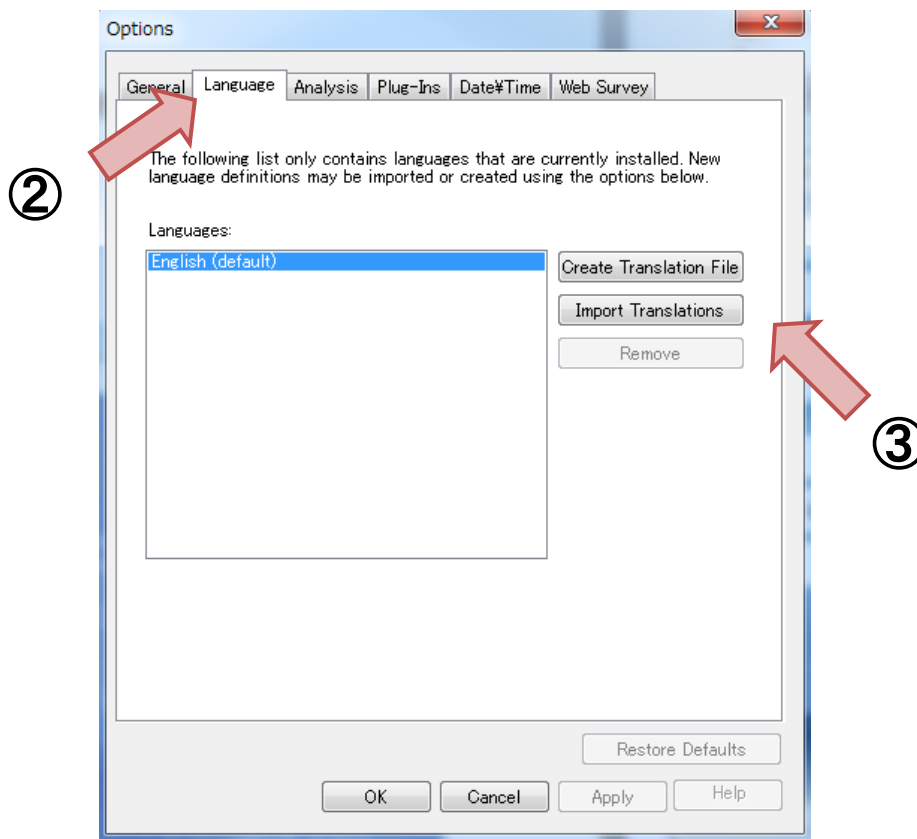 Options
x
General Language Analysis Plug-Ins Date¥Time Web Survey
②
The following list only contains languages that are currently installed. New
language definitions may be imported or created using the options below.
Languages:
English (default)
Create Translation File
Import Translations
Remove
③
Restore Defaults
OK Cancel Apply Help